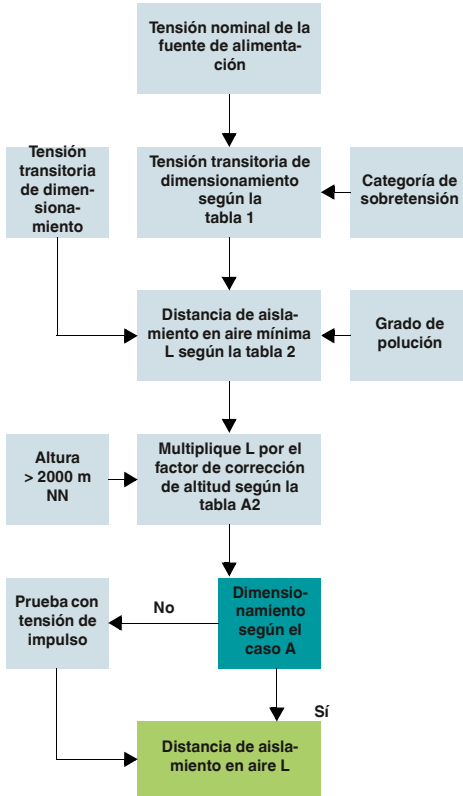 Tensión nominal de la
fuente de alimenta-
ción
Tensión
transitoria
de dimen-
siona-
miento
Tensión transitoria de
dimensionamiento
según la
tabla 1
Categoría de
sobretensión
Distancia de aisla-
miento en aire mínima
L según la tabla 2
Grado de
polución
Altura
> 2000 m
NN
Multiplique L por el
factor de corrección
de altitud según la
tabla A2
Prueba con
tensión de
impulso
No
Dimensio-
namiento
según el
caso A
Sí
Distancia de aisla-
miento en aire L